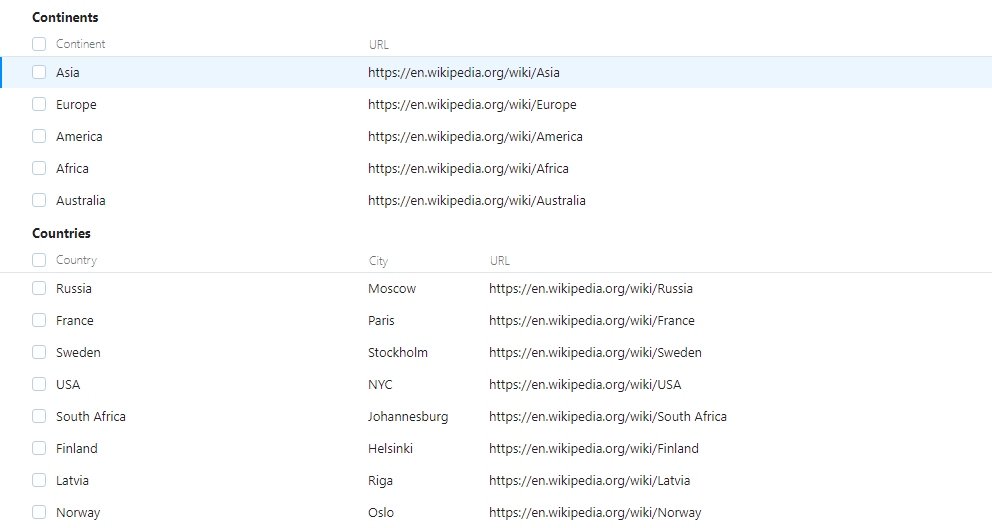 Continents
Continent URL
Asia https://en.wikipedia.org/wiki/Asia
Europe https://en.wikipedia.org/wiki/Europe
America https://en.wikipedia.org/wiki/America
Africa https://en.wikipedia.org/wiki/Africa
Australia https://en.wikipedia.org/wiki/Australia
Countries
Country City URL
Russia Moscow https://en.wikipedia.org/wiki/Russia
France Paris https://en.wikipedia.org/wiki/France
Sweden Stockholm https://en.wikipedia.org/wiki/Sweden
USA NYC https://en.wikipedia.org/wiki/USA
South Africa Johannesburg https://en.wikipedia.org/wiki/South Africa
Finland Helsinki https://en.wikipedia.org/wiki/Finland
Latvia Riga https://en.wikipedia.org/wiki/Latvia
Norway Oslo https://en.wikipedia.org/wiki/Norway